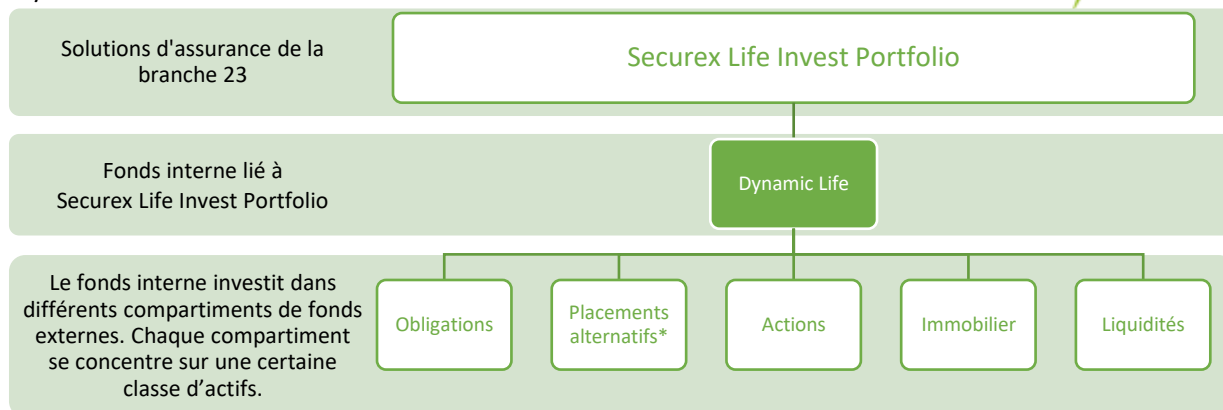 Solutions d'assurance de la
branche 23
Securex Life Invest Portfolio
Fonds interne lié à
Securex Life Invest Portfolio
Dynamic Life
Le fonds interne investit dans
différents compartiments de fonds
externes. Chaque compartiment
se concentre sur une certaine
classe d’actifs.
Obligations
Placements
alternatifs*
Actions
Immobilier
Liquidités